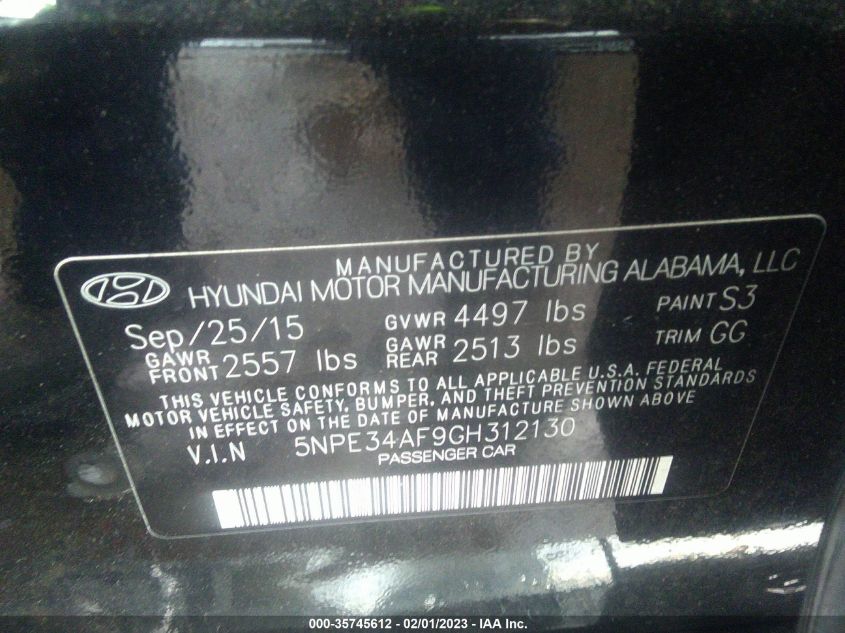 MANUFACTURED BY
HYUNDAI MOTOR MANUFACTURING ALABAMA, LLC
Sep/25/15 GVWR 4497 lbs PAINT S3
GAWR FRONT 2557 lbs GAWR REAR 2513 lbs TRIM GG
THIS VEHICLE CONFORMS TO ALL APPLICABLE U.S.A. FEDERAL
MOTOR VEHICLE SAFETY, BUMPER, AND THEFT PREVENTION STANDARDS
IN EFFECT ON THE DATE OF MANUFACTURE SHOWN ABOVE
V.I.N 5NPE34AF9GH312130
PASSENGER CAR
000-35745612 - 02/01/2023 - IAA Inc.